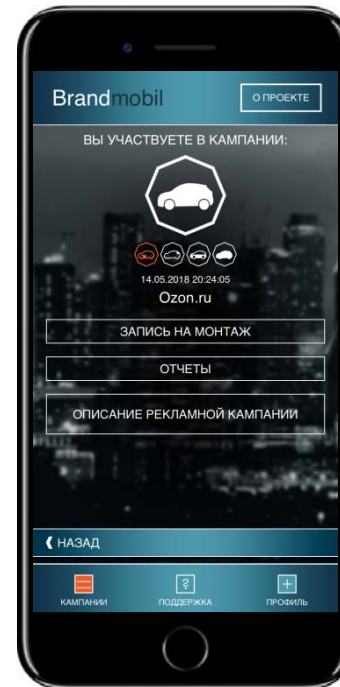 Brandmobil
О ПРОЕКТЕ
ВЫ УЧАСТВУЕТЕ В КАМПАНИИ:
14.05.2018 20:24:05
Ozon.ru
ЗАПИСЬ НА МОНТАЖ
ОТЧЕТЫ
ОПИСАНИЕ РЕКЛАМНОЙ КАМПАНИИ
НАЗАД
КАМПАНИИ ПОДДЕРЖКА ПРОФИЛЬ